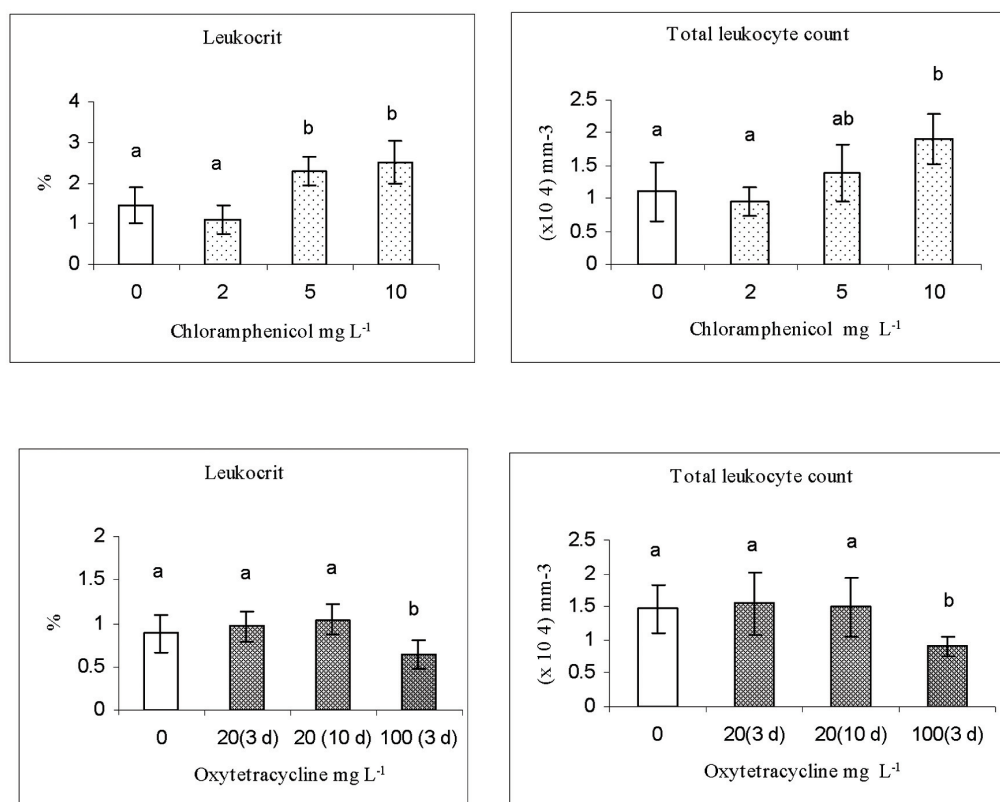 Leukocrit
4
3
2
1
0
%
a
a
b
b
0 2 5 10
Chloramphenicol mg L-1
Total leukocyte count
2.5
2
1.5
1
0.5
0
(x10 4) mm-3
a
a
ab
b
0 2 5 10
Chloramphenicol mg L-1
Leukocrit
2
1.5
1
0.5
0
%
a
a
a
b
0 20(3 d) 20 (10 d) 100 (3 d)
Oxytetracycline mg L-1
Total leukocyte count
2.5
2
1.5
1
0.5
0
(x 10 4) mm-3
a
a
a
b
0 20(3 d) 20(10 d) 100(3 d)
Oxytetracycline mg L-1